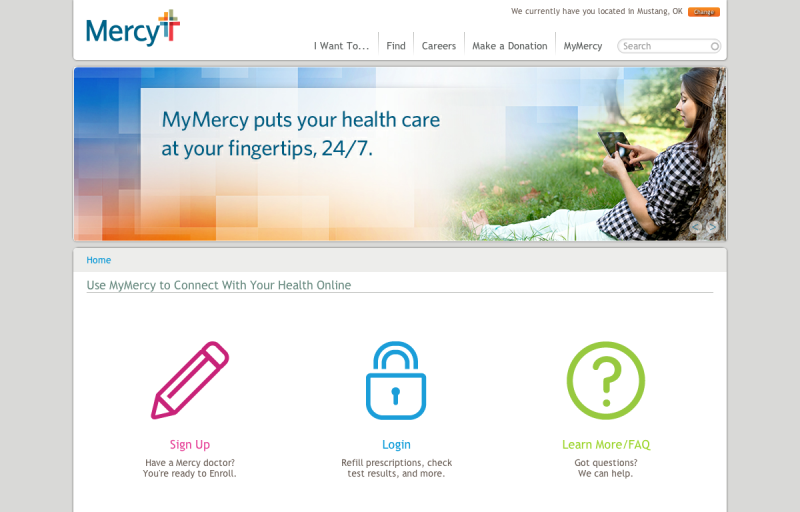 We currently have you located in Mustang, OK
Change
Mercy
I Want To...
Find
Careers
Make a Donation
MyMercy
Search
MyMercy puts your health care
at your fingertips, 24/7.
Home
Use MyMercy to Connect With Your Health Online
Sign Up
Have a Mercy doctor?
You're ready to Enroll.
Login
Refill prescriptions, check
test results, and more.
Learn More/FAQ
Got questions?
We can help.